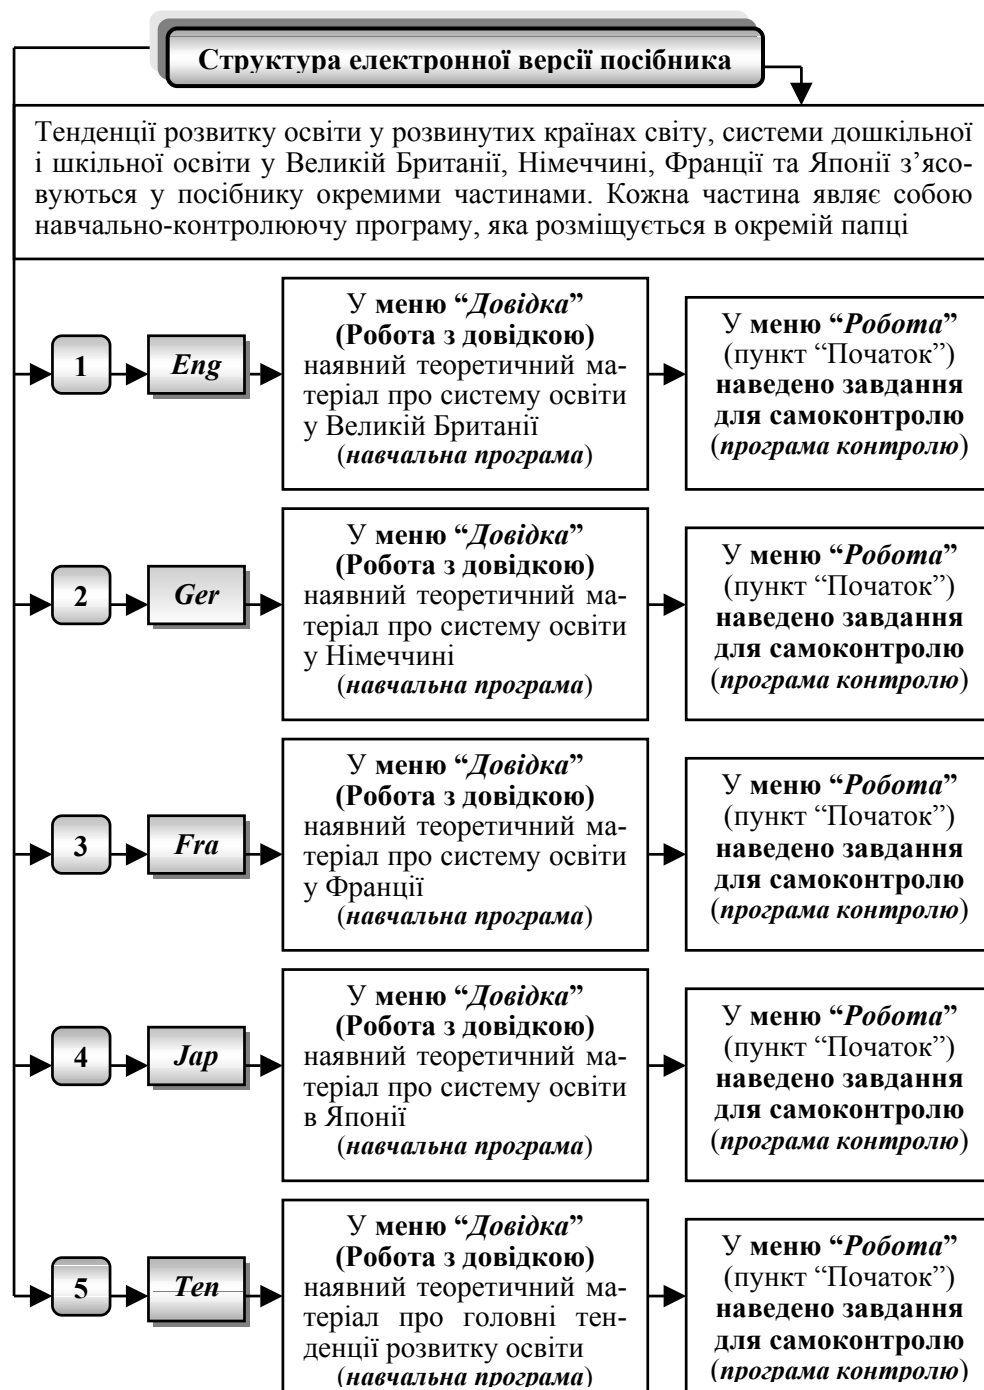 Структура електронної версії посібника
Тенденції розвитку освіти у розвинутих країнах світу, системи дошкільної
і шкільної освіти у Великій Британії, Німеччині, Франції та Японії з’ясо-
вуються у посібнику окремими частинами. Кожна частина являє собою
навчально-контролюючу програму, яка розміщується в окремій папці
1
Eng
У меню “Довідка”
(Робота з довідкою)
наявний теоретичний ма-
теріал про систему освіти
у Великій Британії
(навчальна програма)
У меню “Робота”
(пункт “Початок”)
наведено завдання
для самоконтролю
(програма контролю)
2
Ger
У меню “Довідка”
(Робота з довідкою)
наявний теоретичний ма-
теріал про систему освіти
у Німеччині
(навчальна програма)
У меню “Робота”
(пункт “Початок”)
наведено завдання
для самоконтролю
(програма контролю)
3
Fra
У меню “Довідка”
(Робота з довідкою)
наявний теоретичний ма-
теріал про систему освіти
у Франції
(навчальна програма)
У меню “Робота”
(пункт “Початок”)
наведено завдання
для самоконтролю
(програма контролю)
4
Jap
У меню “Довідка”
(Робота з довідкою)
наявний теоретичний ма-
теріал про систему освіти
в Японії
(навчальна програма)
У меню “Робота”
(пункт “Початок”)
наведено завдання
для самоконтролю
(програма контролю)
5
Ten
У меню “Довідка”
(Робота з довідкою)
наявний теоретичний ма-
теріал про головні тен-
денції розвитку освіти
(навчальна програма)
У меню “Робота”
(пункт “Початок”)
наведено завдання
для самоконтролю
(програма контролю)